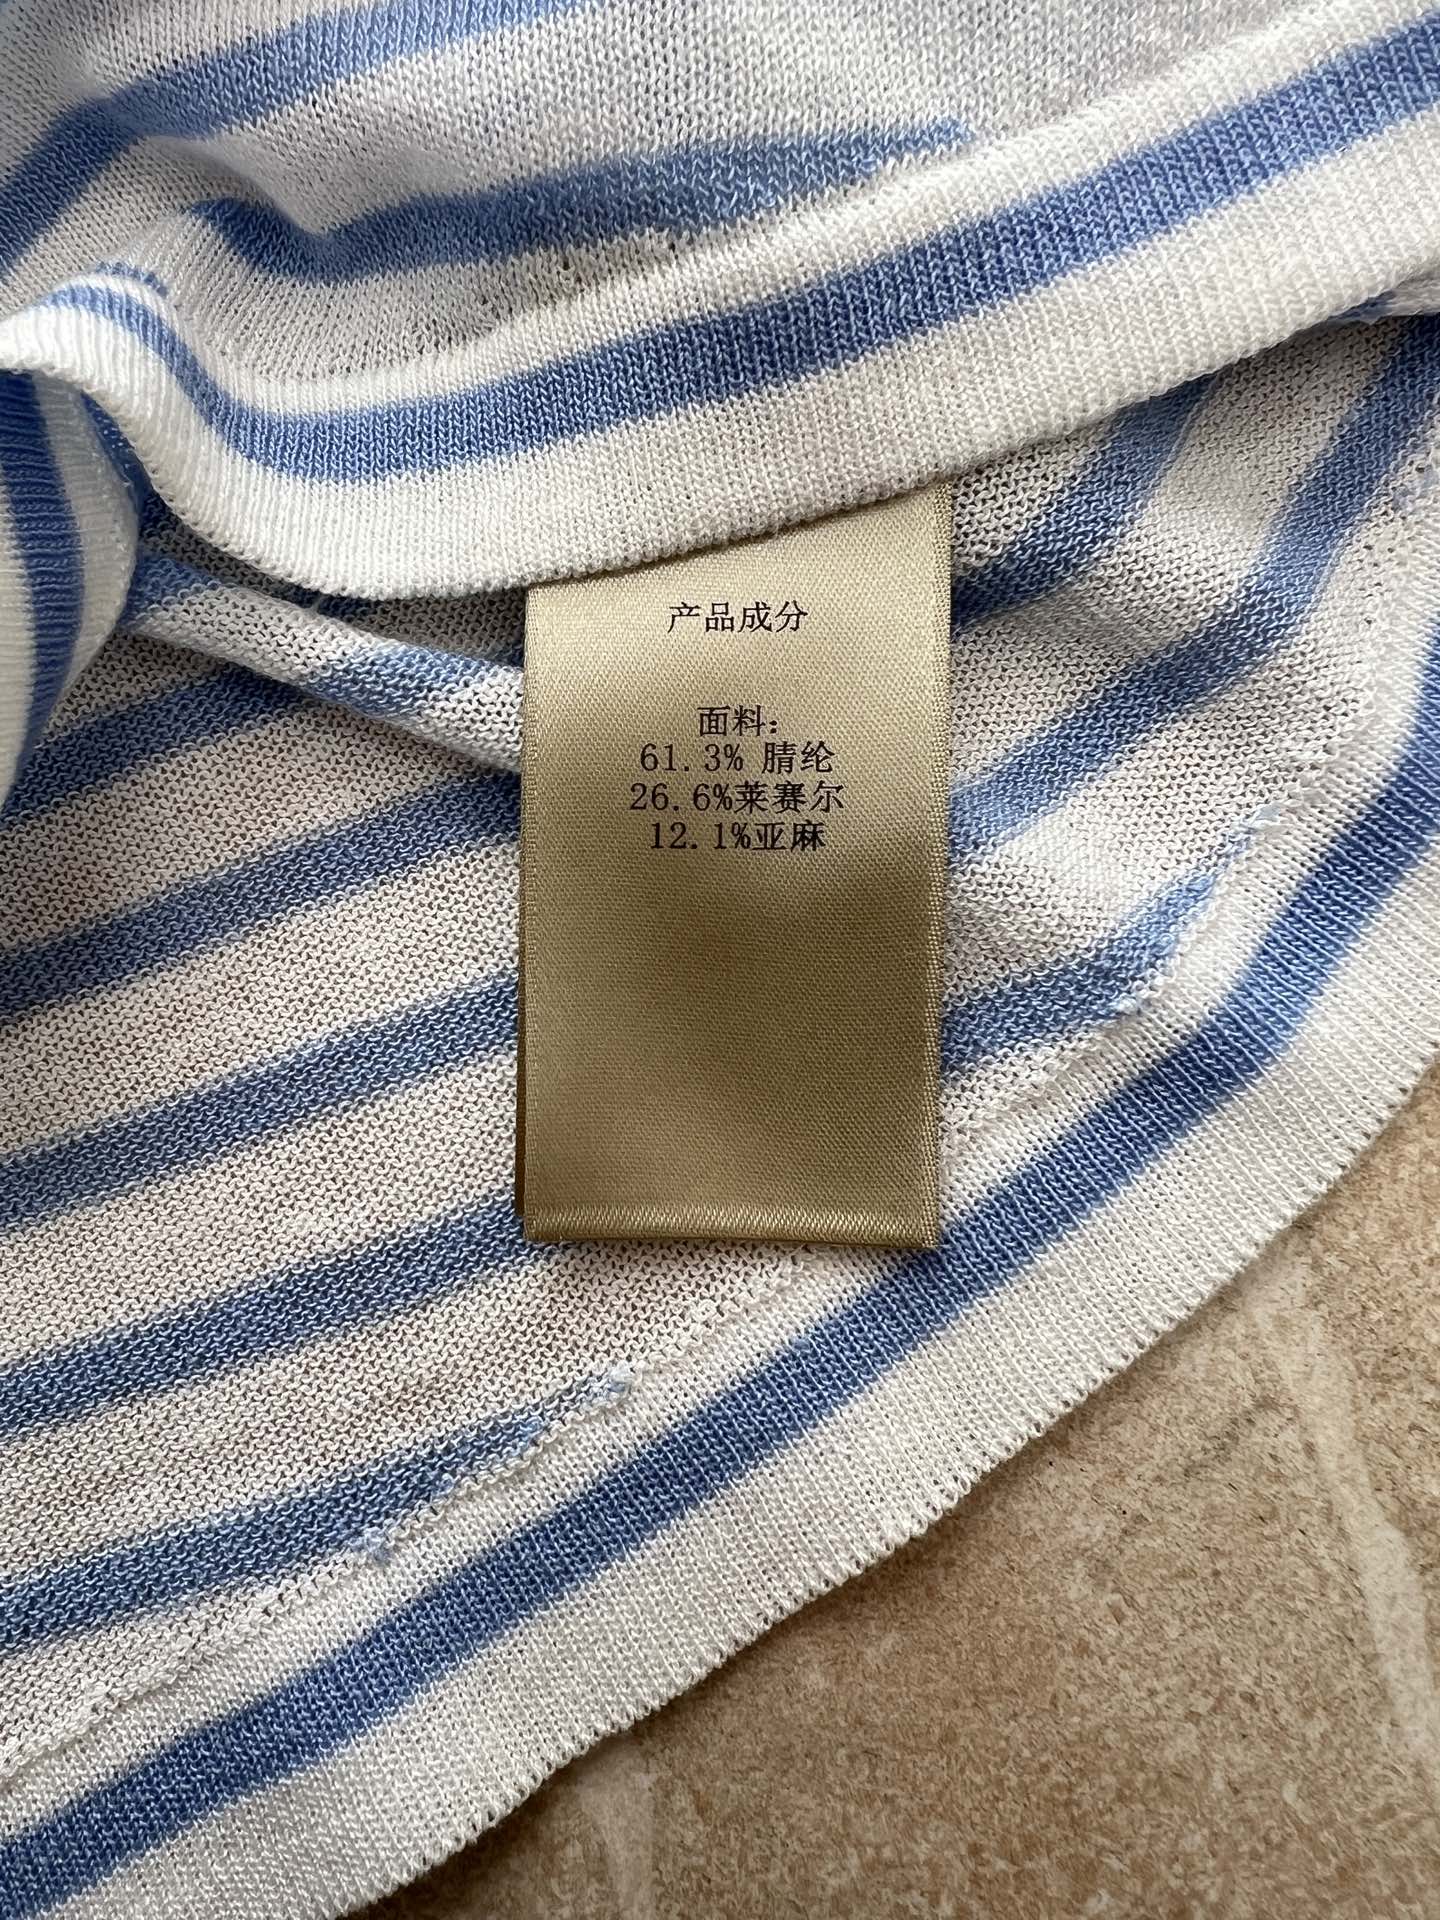 产品成分
面料：
61.3% 腈纶
26.6%莱赛尔
12.1%亚麻